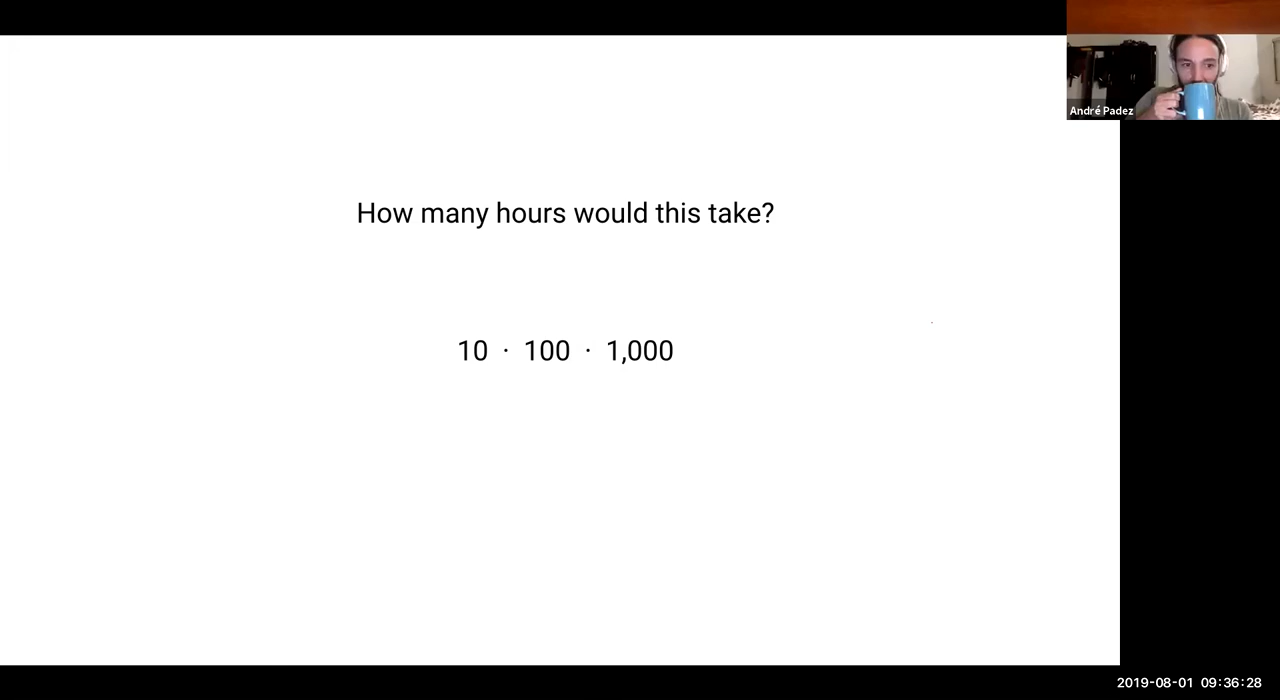 André Padez
How many hours would this take?
10 · 100 · 1,000
2019-08-01 09:36:28